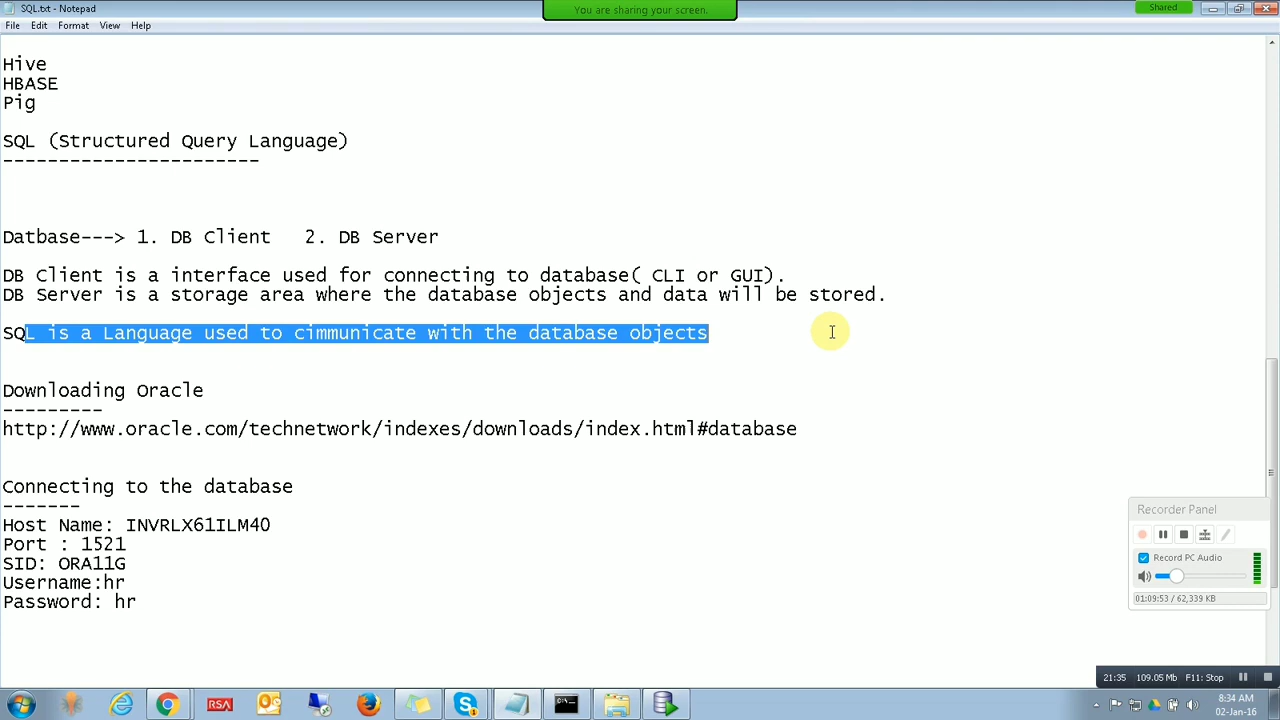 SQL.txt - Notepad
You are sharing your screen.
Shared
File Edit Format View Help
Hive
HBASE
Pig
SQL (Structured Query Language)
-----------------------
Datbase---> 1. DB Client   2. DB Server
DB Client is a interface used for connecting to database( CLI or GUI).
DB Server is a storage area where the database objects and data will be stored.
SQL is a Language used to cimmunicate with the database objects
Downloading Oracle
---------
http://www.oracle.com/technetwork/indexes/downloads/index.html#database
Connecting to the database
-------
Host Name: INVRLX61ILM40
Port : 1521
SID: ORA11G
Username:hr
Password: hr
Recorder Panel
Record PC Audio
01:09:53 / 62,339 KB
21:35 109.05 Mb F11: Stop
RSA
8:34 AM
02-Jan-16